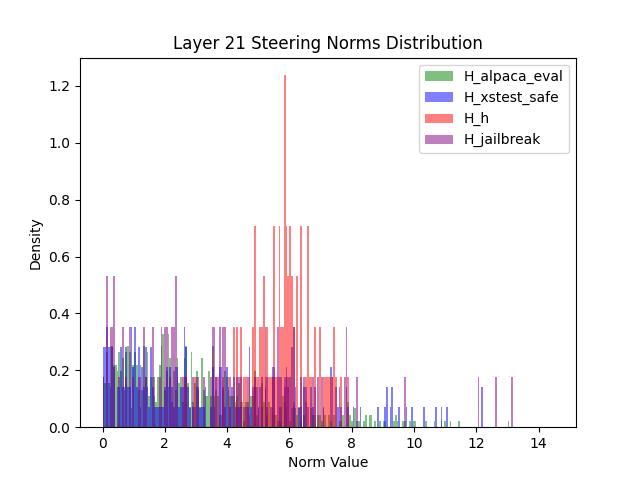 Layer 21 Steering Norms Distribution
H_alpaca_eval
H_xstest_safe
H_h
H_jailbreak
1.2
1.0
0.8
0.6
0.4
0.2
0.0
Density
0 2 4 6 8 10 12 14
Norm Value